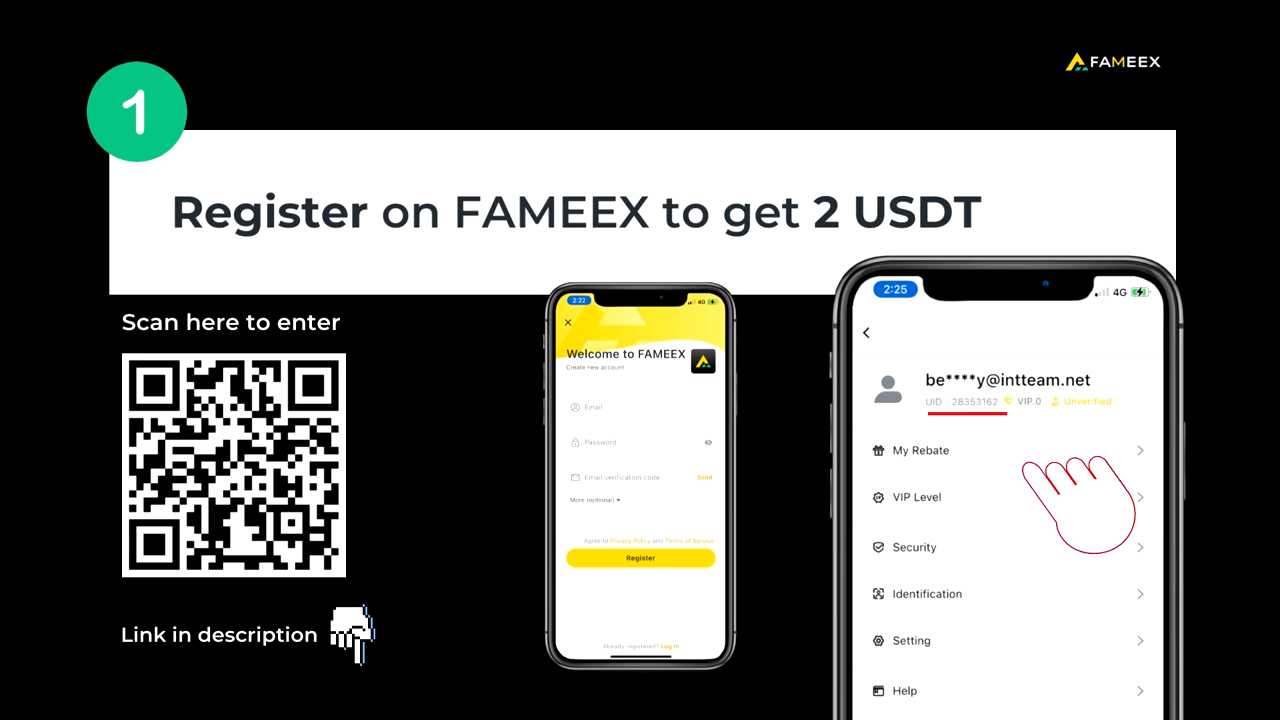 FAMEEX
1
Register on FAMEEX to get 2 USDT
Scan here to enter
Link in description
2:22
4G
Welcome to FAMEEX
Create new account
Email
Password
Email verification code
Send
More (optional)
Agree to Privacy Policy and Terms of Service
Register
Already registered? Log in
2:25
4G
be****y@intteam.net
UID : 28353162 VIP.0 Unverified
My Rebate
VIP Level
Security
Identification
Setting
Help